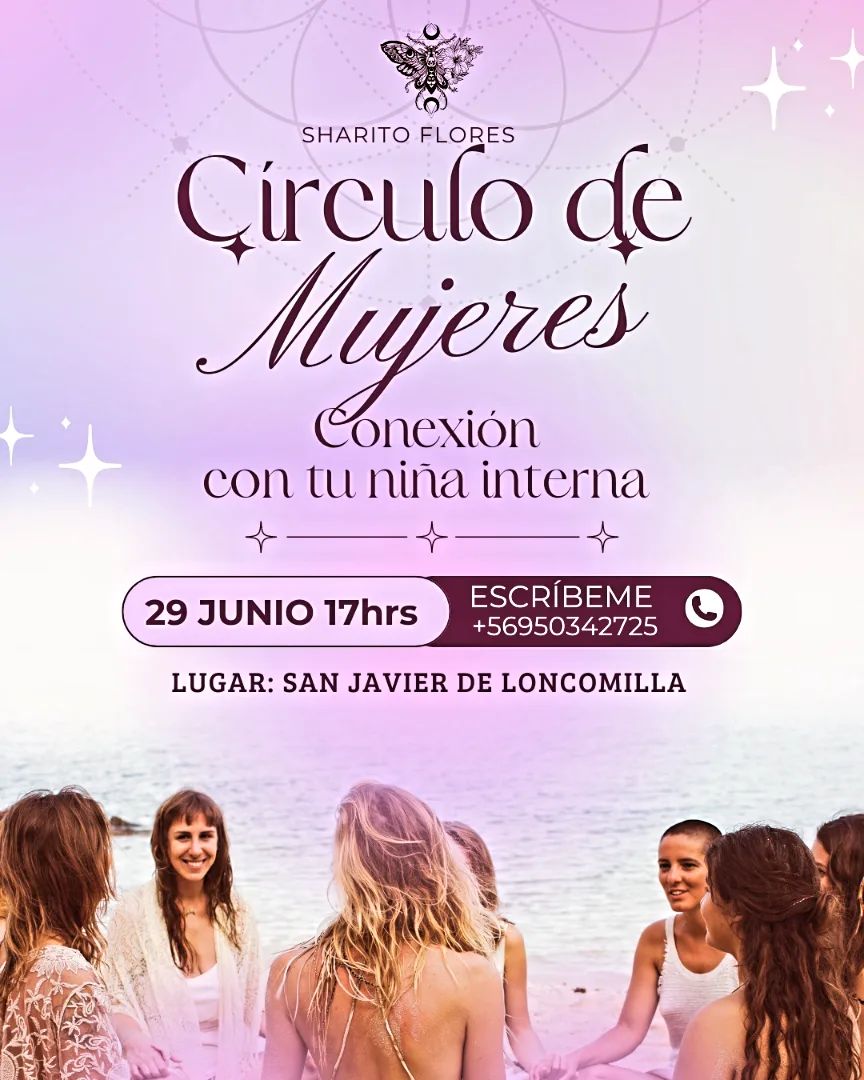 SHARITO FLORES
Círculo de
Mujeres
Conexión
con tu niña interna
29 JUNIO 17hrs
ESCRÍBEME
+56950342725
LUGAR: SAN JAVIER DE LONCOMILLA